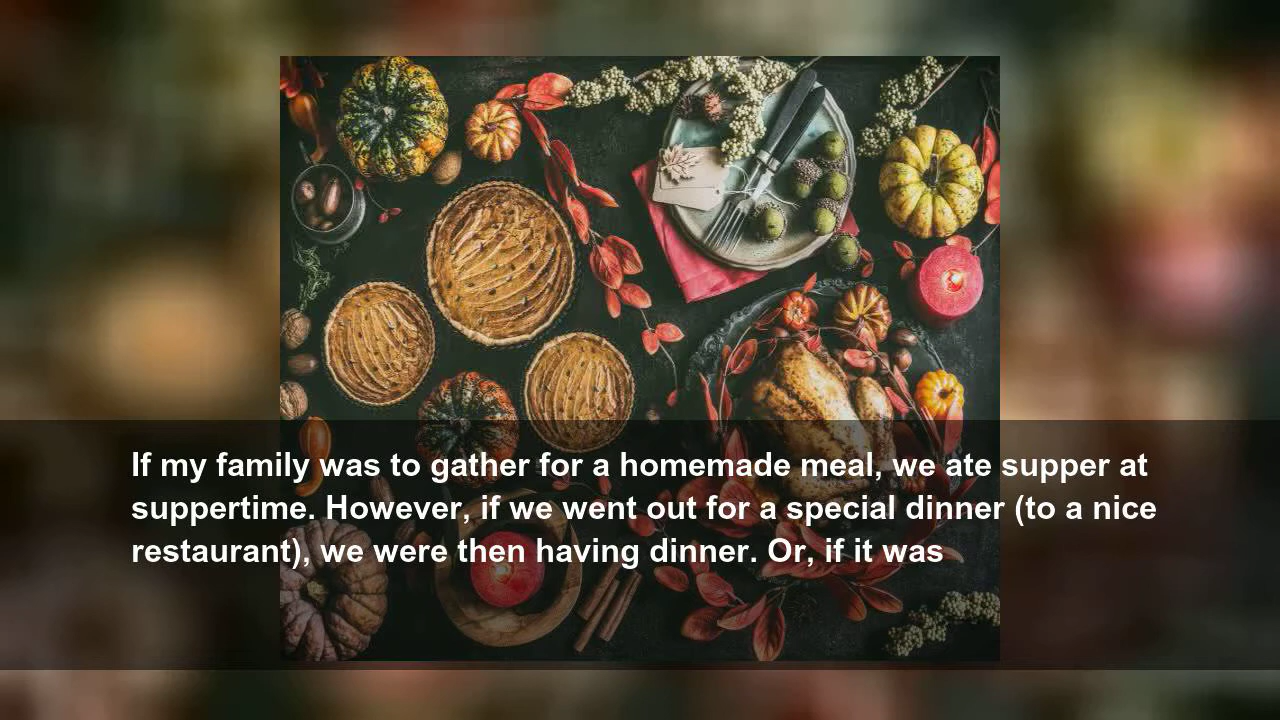 If my family was to gather for a homemade meal, we ate supper at
suppertime. However, if we went out for a special dinner (to a nice
restaurant), we were then having dinner. Or, if it was